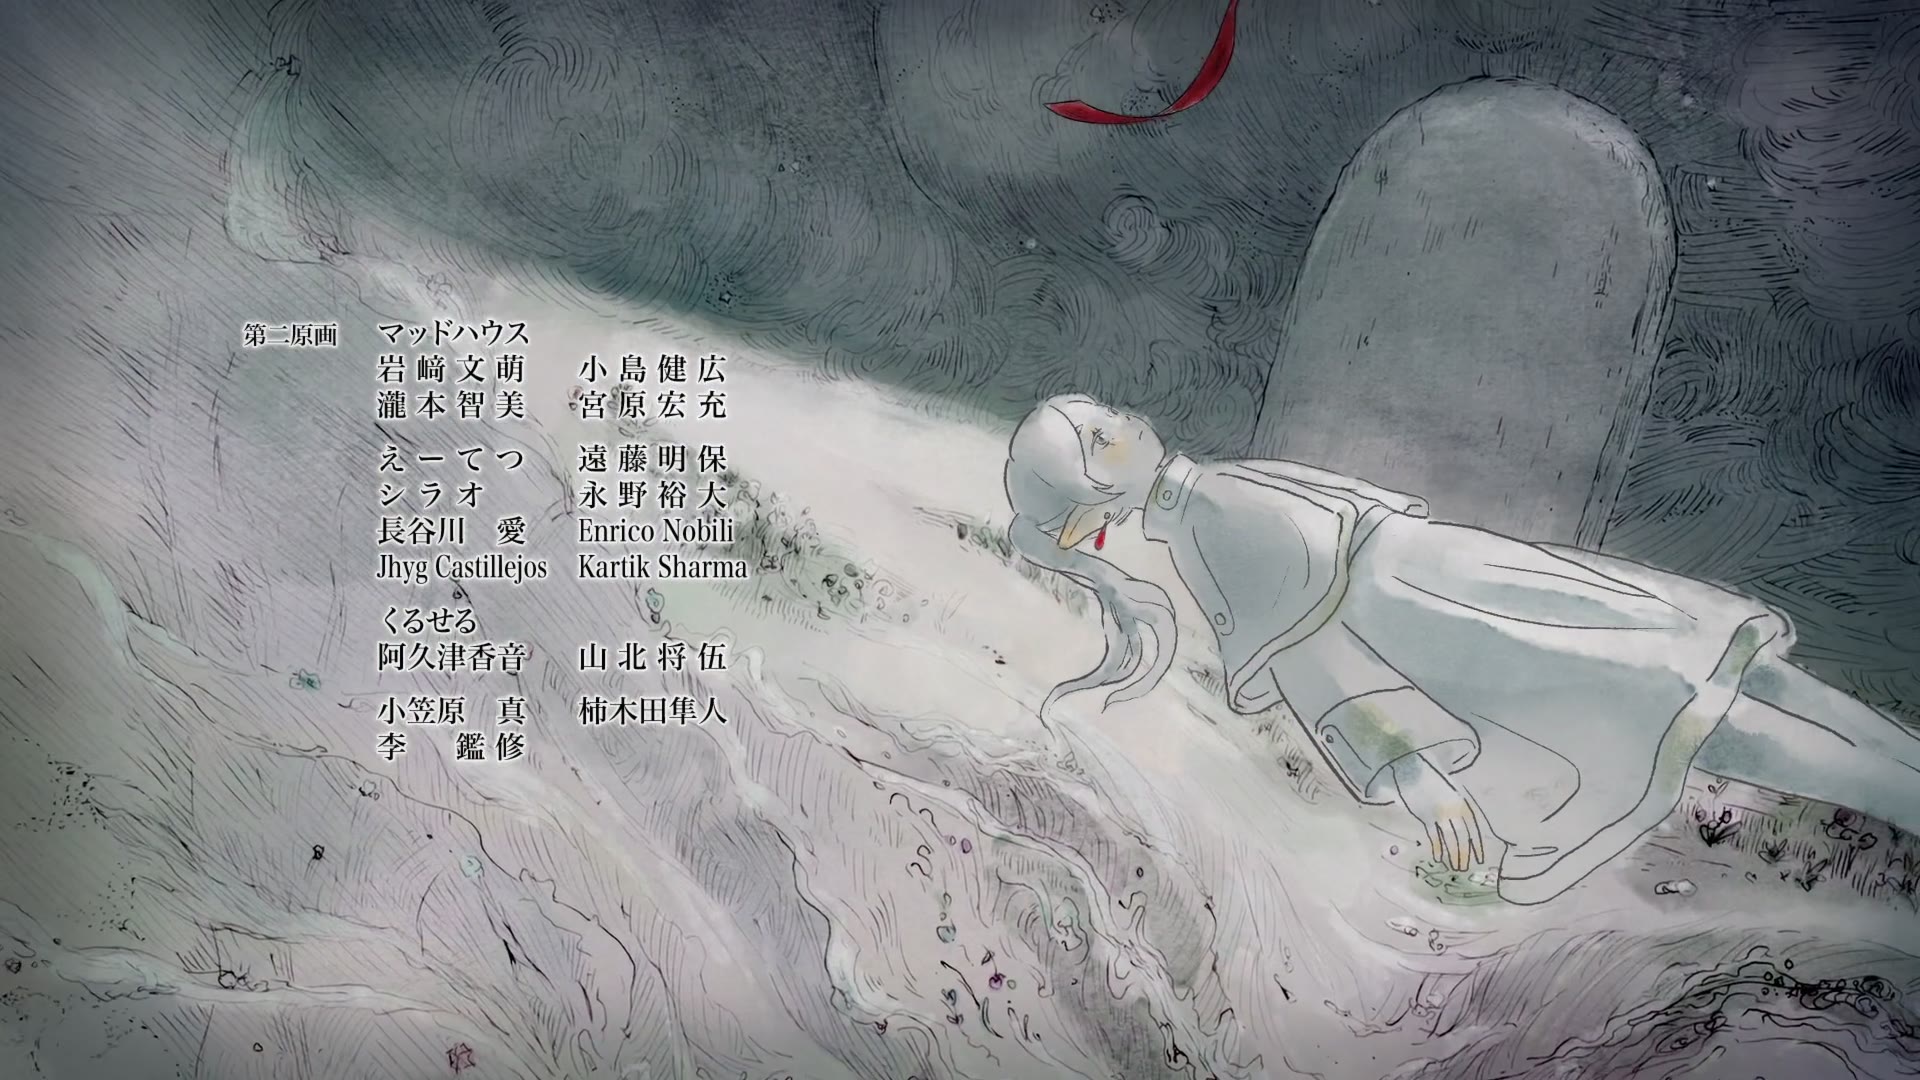 第二原画 マッドハウス
岩﨑文萌 小島健広
瀧本智美 宮原宏充
えーてつ 遠藤明保
シラオ 永野裕大
長谷川 愛 Enrico Nobili
Jhyg Castillejos Kartik Sharma
くるせる
阿久津香音 山北将伍
小笠原 真 柿木田隼人
李 鑑修